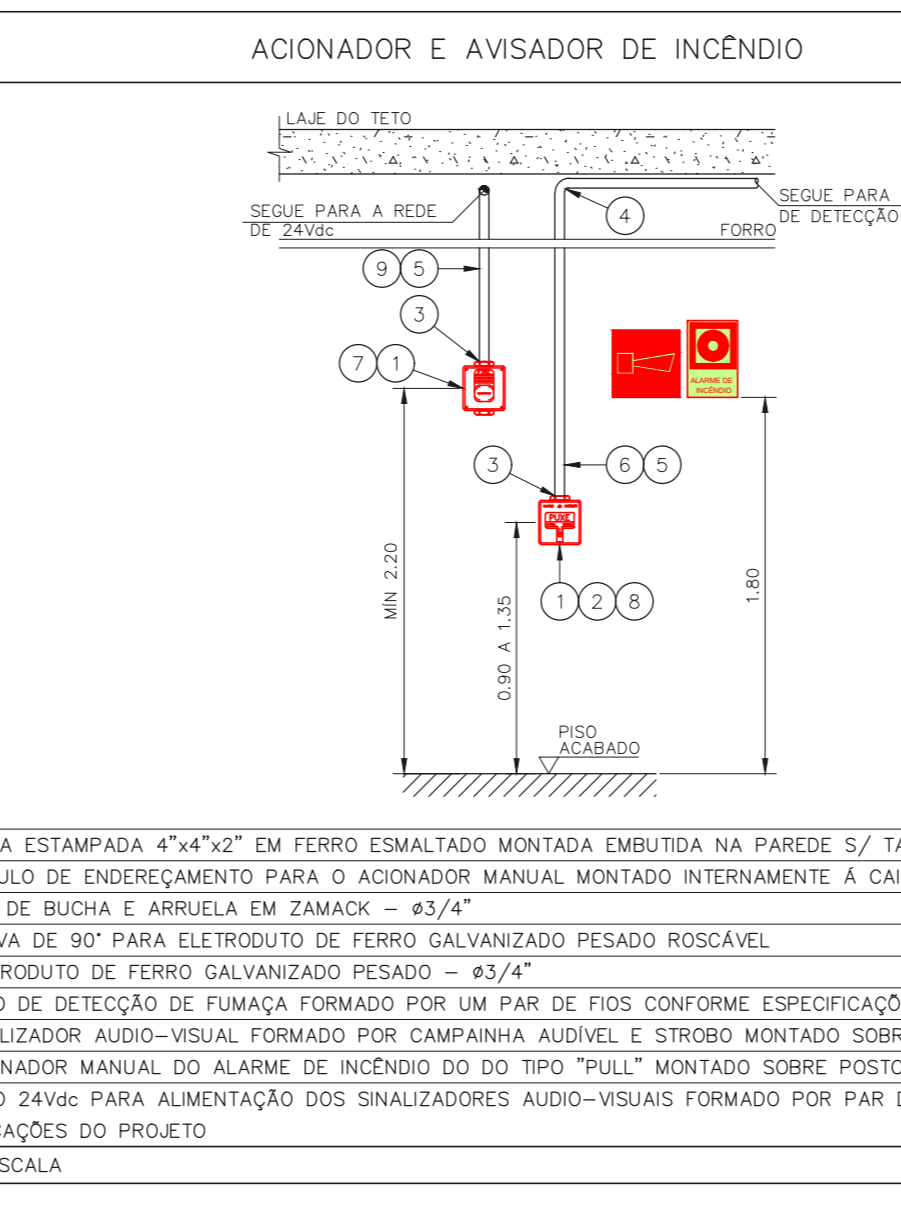 ACIONADOR E AVISADOR DE INCÊNDIO
LAJE DO TETO
SEGUE PARA A REDE
DE 24Vdc
4
SEGUE PARA
DE DETECÇÃO
FORRO
9 5
3
7 1
ALARME DE
INCÊNDIO
3
6 5
PUXE
1 2 8
MÍN 2.20
0.90 A 1.35
1.80
PISO
ACABADO
A ESTAMPADA 4”x4”x2” EM FERRO ESMALTADO MONTADA EMBUTIDA NA PAREDE S/ TA
ULO DE ENDEREÇAMENTO PARA O ACIONADOR MANUAL MONTADO INTERNAMENTE Á CAI
DE BUCHA E ARRUELA EM ZAMACK – ø3/4”
VA DE 90° PARA ELETRODUTO DE FERRO GALVANIZADO PESADO ROSCÁVEL
RODUTO DE FERRO GALVANIZADO PESADO – ø3/4”
O DE DETECÇÃO DE FUMAÇA FORMADO POR UM PAR DE FIOS CONFORME ESPECIFICAÇÕ
ALIZADOR AUDIO–VISUAL FORMADO POR CAMPAINHA AUDÍVEL E STROBO MONTADO SOBR
NADOR MANUAL DO ALARME DE INCÊNDIO DO DO TIPO ”PULL” MONTADO SOBRE POSTO
O 24Vdc PARA ALIMENTAÇÃO DOS SINALIZADORES AUDIO–VISUAIS FORMADO POR PAR D
CAÇÕES DO PROJETO
SCALA